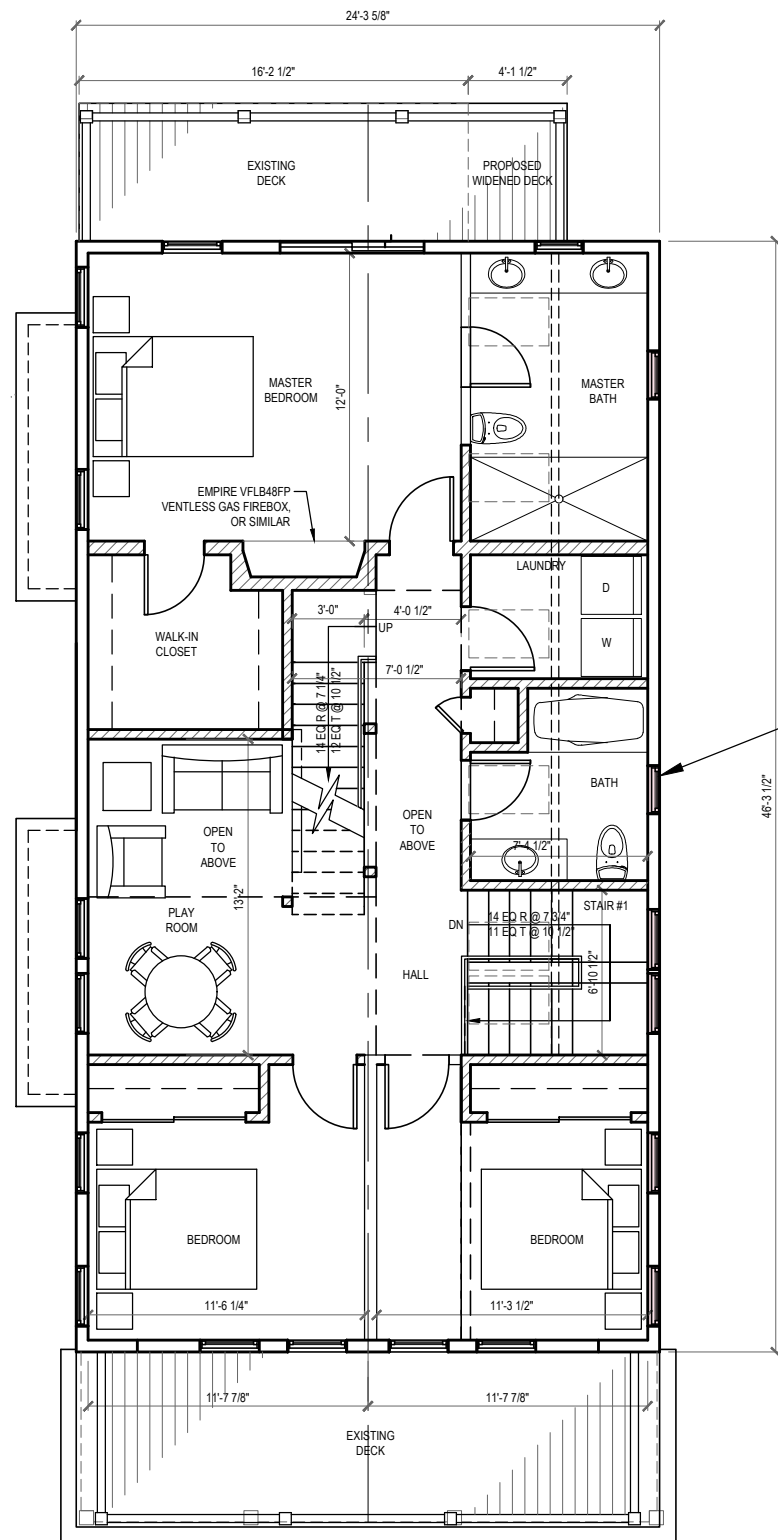 24'-3 5/8"
16'-2 1/2"
4'-1 1/2"
EXISTING
DECK
PROPOSED
WIDENED DECK
MASTER
BEDROOM
12'-0"
MASTER
BATH
46'-3 1/2"
EMPIRE VFLB48FP
VENTLESS GAS FIREBOX,
OR SIMILAR
LAUNDRY
D
W
WALK-IN
CLOSET
3'-0"
4'-0 1/2"
UP
7'-0 1/2"
14 EQ R @ 7 1/4"
12 EQ T @ 10 1/2"
BATH
7'-4 1/2"
OPEN
TO
ABOVE
OPEN
TO
ABOVE
13'-2"
PLAY
ROOM
HALL
STAIR #1
DN
14 EQ R @ 7 3/4"
11 EQ T @ 10 1/2"
6'-10 1/2"
BEDROOM
BEDROOM
11'-6 1/4"
11'-3 1/2"
11'-7 7/8"
11'-7 7/8"
EXISTING
DECK